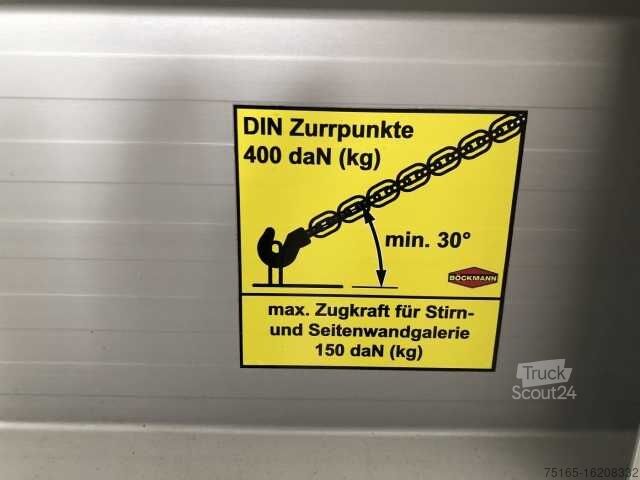 DIN Zurrpunkte
400 daN (kg)
min. 30°
BÖCKMANN
max. Zugkraft für Stirn-
und Seitenwandgalerie
150 daN (kg)
Truck
Scout24
75165-16208332